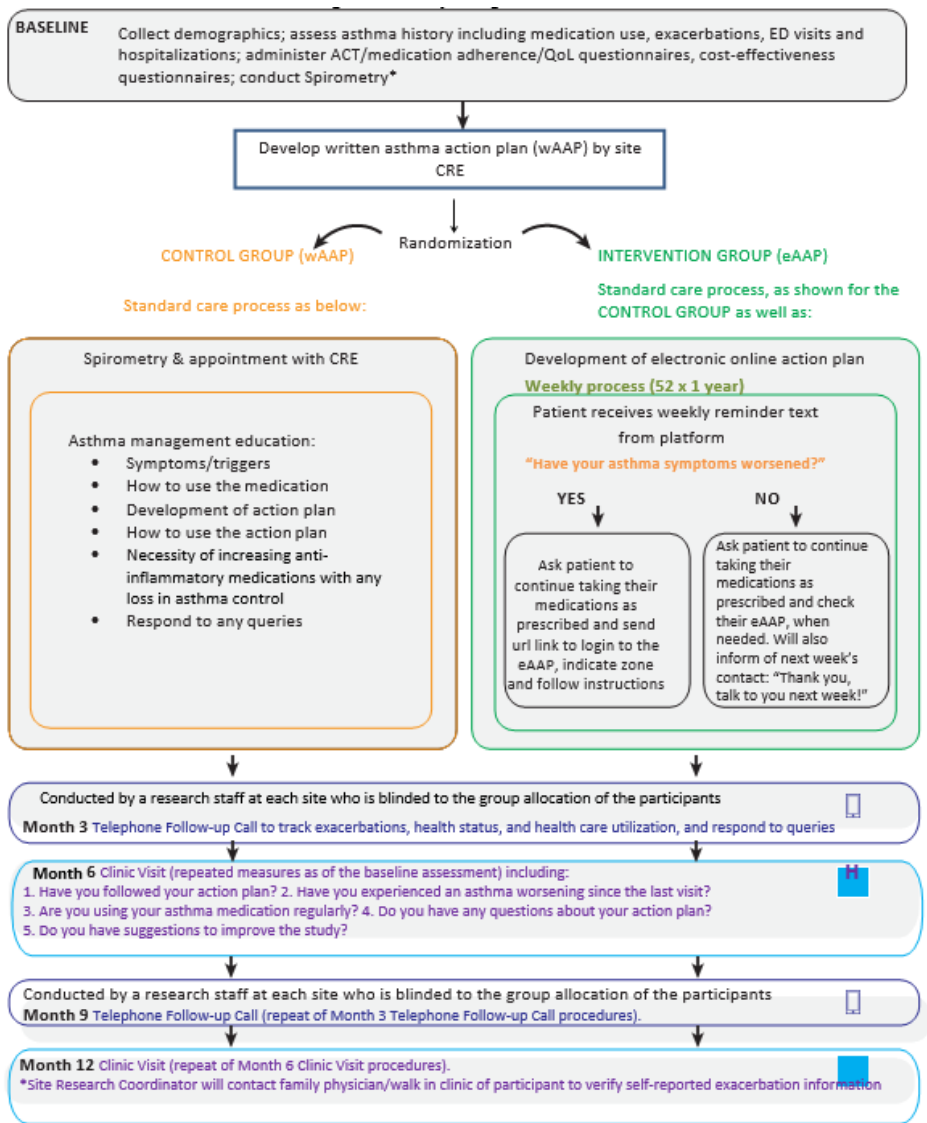 BASELINE
Collect demographics; assess asthma history including medication use, exacerbations, ED visits and
hospitalizations; administer ACT/medication adherence/QoL questionnaires, cost-effectiveness
questionnaires; conduct Spirometry*
Develop written asthma action plan (wAAP) by site
CRE
Randomization
CONTROL GROUP (wAAP)
Standard care process as below:
INTERVENTION GROUP (eAAP)
Standard care process, as shown for the
CONTROL GROUP as well as:
Spirometry & appointment with CRE
Asthma management education:
• Symptoms/triggers
• How to use the medication
• Development of action plan
• How to use the action plan
• Necessity of increasing anti-
inflammatory medications with any
loss in asthma control
• Respond to any queries
Development of electronic online action plan
Weekly process (52 x 1 year)
Patient receives weekly reminder text
from platform
“Have your asthma symptoms worsened?”
YES
Ask patient to
continue taking their
medications as
prescribed and send
url link to login to the
eAAP, indicate zone
and follow instructions
NO
Ask patient to continue
taking their
medications as
prescribed and check
their eAAP, when
needed. Will also
inform of next week’s
contact: “Thank you,
talk to you next week!”
Conducted by a research staff at each site who is blinded to the group allocation of the participants
Month 3 Telephone Follow-up Call to track exacerbations, health status, and health care utilization, and respond to queries
Month 6 Clinic Visit (repeated measures as of the baseline assessment) including:
1. Have you followed your action plan? 2. Have you experienced an asthma worsening since the last visit?
3. Are you using your asthma medication regularly? 4. Do you have any questions about your action plan?
5. Do you have suggestions to improve the study?
H
Conducted by a research staff at each site who is blinded to the group allocation of the participants
Month 9 Telephone Follow-up Call (repeat of Month 3 Telephone Follow-up Call procedures).
Month 12 Clinic Visit (repeat of Month 6 Clinic Visit procedures).
*Site Research Coordinator will contact family physician/walk in clinic of participant to verify self-reported exacerbation information